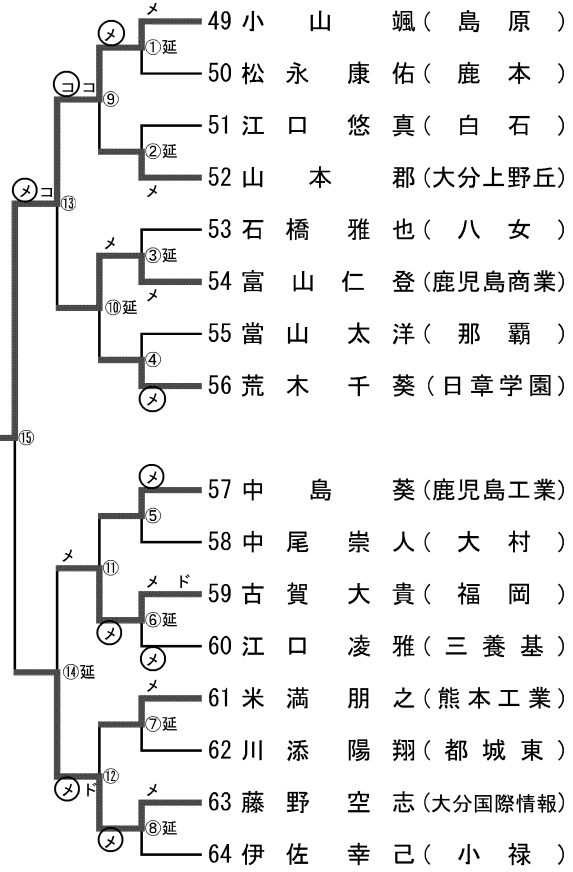 メ
49 小山颯(島原)
メ ①延
50 松永康佑(鹿本)
ココ ⑨
51 江口悠真(白石)
②延
52 山本郡(大分上野丘)
メ
メコ ⑬
53 石橋雅也(八女)
メ ③延
54 富山仁登(鹿児島商業)
メ
⑩延
55 當山太洋(那覇)
④
56 荒木千葵(日章学園)
メ
⑮
メ
57 中島葵(鹿児島工業)
⑤
58 中尾崇人(大村)
メ ⑪
メ ド
59 古賀大貴(福岡)
メ ⑥延
60 江口凌雅(三養基)
メ
⑭延
メ
61 米満朋之(熊本工業)
⑦延
62 川添陽翔(都城東)
メド ⑫
メ
63 藤野空志(大分国際情報)
メ ⑧延
64 伊佐幸己(小禄)